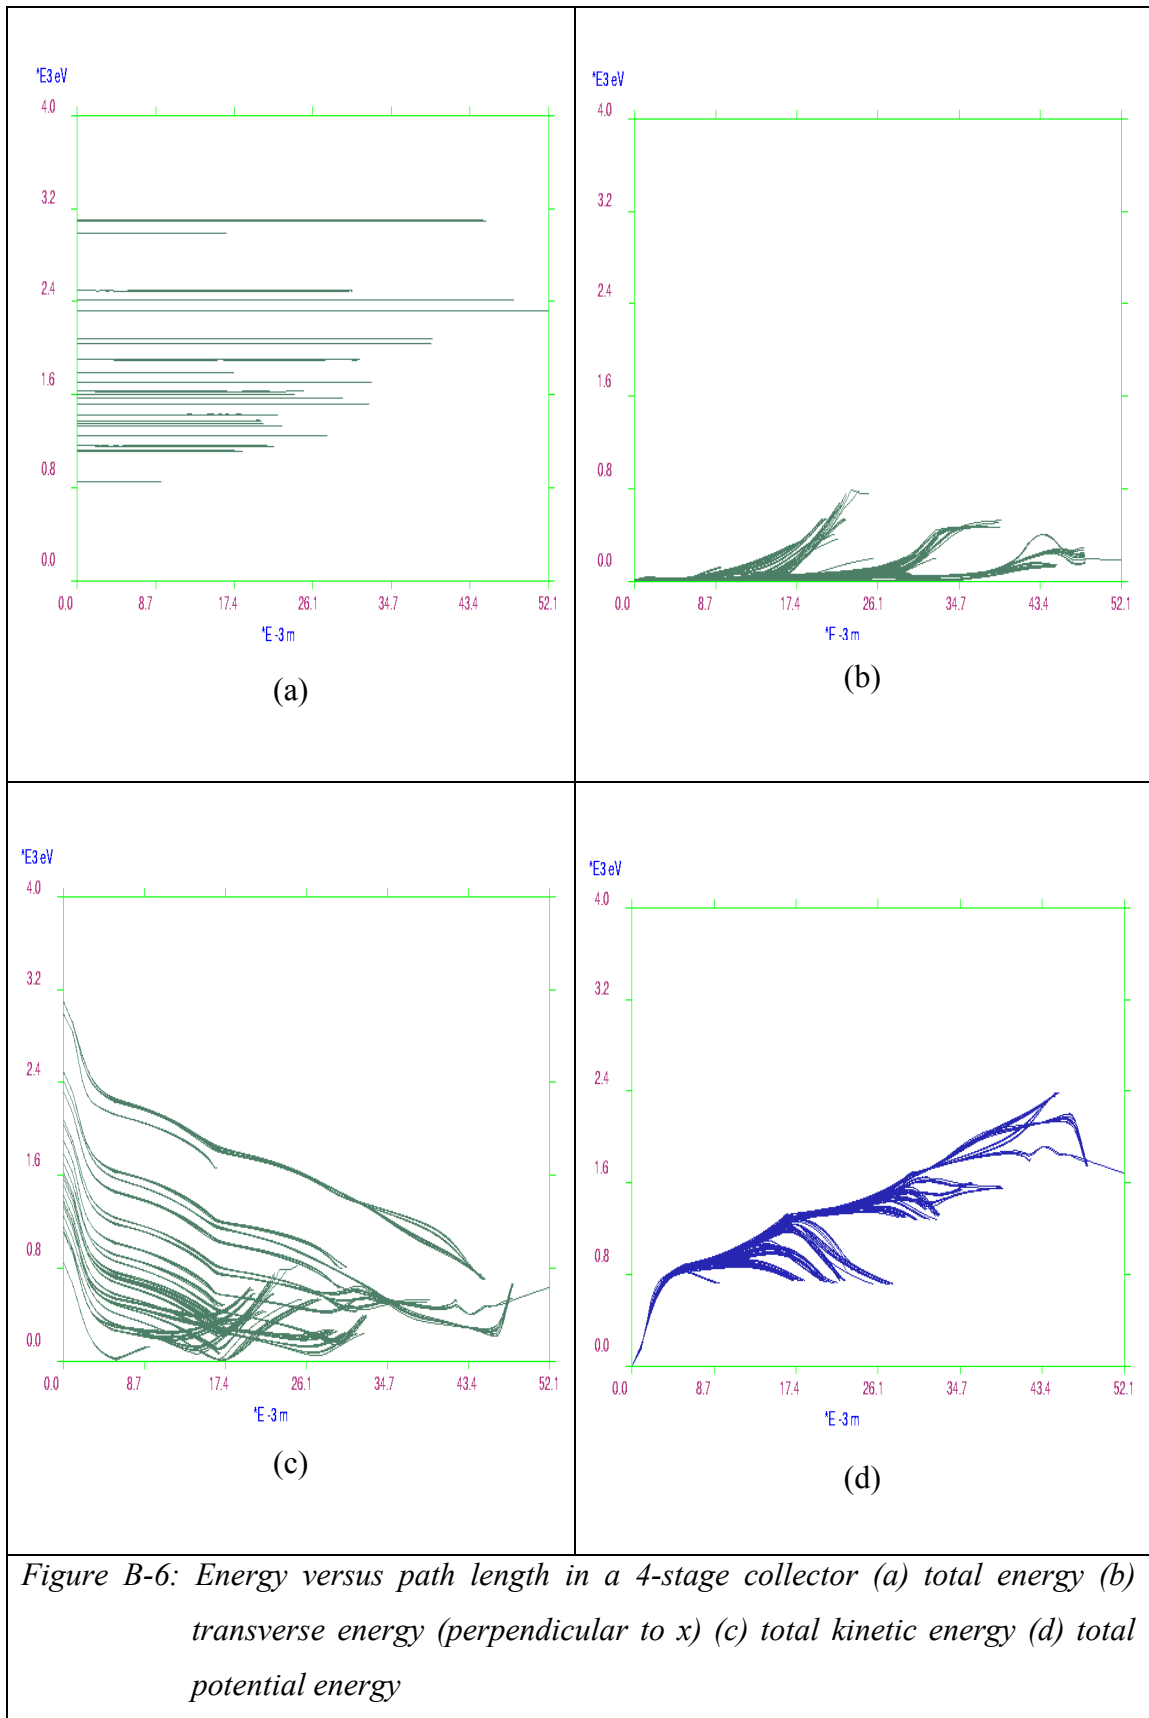 *E3 eV
4.0
3.2
2.4
1.6
0.8
0.0
0.0 8.7 17.4 26.1 34.7 43.4 52.1
*E -3 m
(a)
*E3 eV
4.0
3.2
2.4
1.6
0.8
0.0
0.0 8.7 17.4 26.1 34.7 43.4 52.1
*F -3 m
(b)
*E3 eV
4.0
3.2
2.4
1.6
0.8
0.0
0.0 8.7 17.4 26.1 34.7 43.4 52.1
*E -3 m
(c)
*E3 eV
4.0
3.2
2.4
1.6
0.8
0.0
0.0 8.7 17.4 26.1 34.7 43.4 52.1
*E -3 m
(d)
Figure B-6: Energy versus path length in a 4-stage collector (a) total energy (b)
transverse energy (perpendicular to x) (c) total kinetic energy (d) total
potential energy